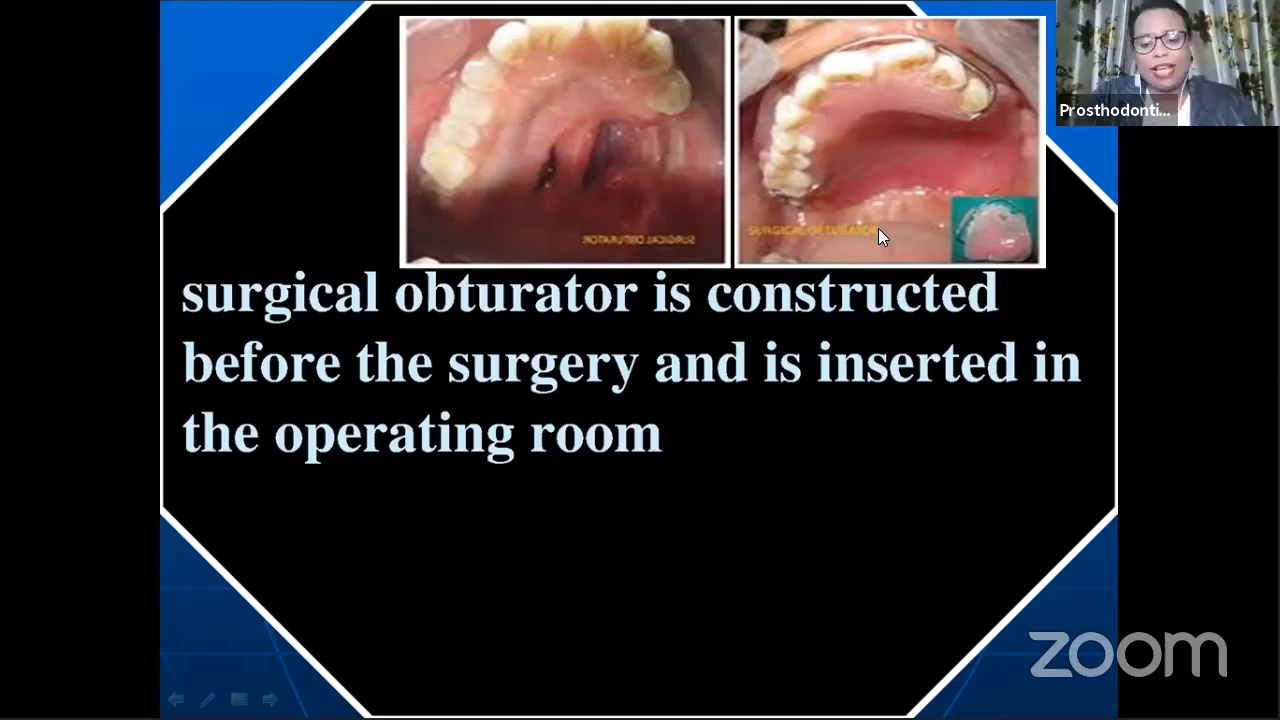 Prosthodonti...
SURGICAL OBTURATOR
SURGICAL OBTURATOR
surgical obturator is constructed
before the surgery and is inserted in
the operating room
zoom